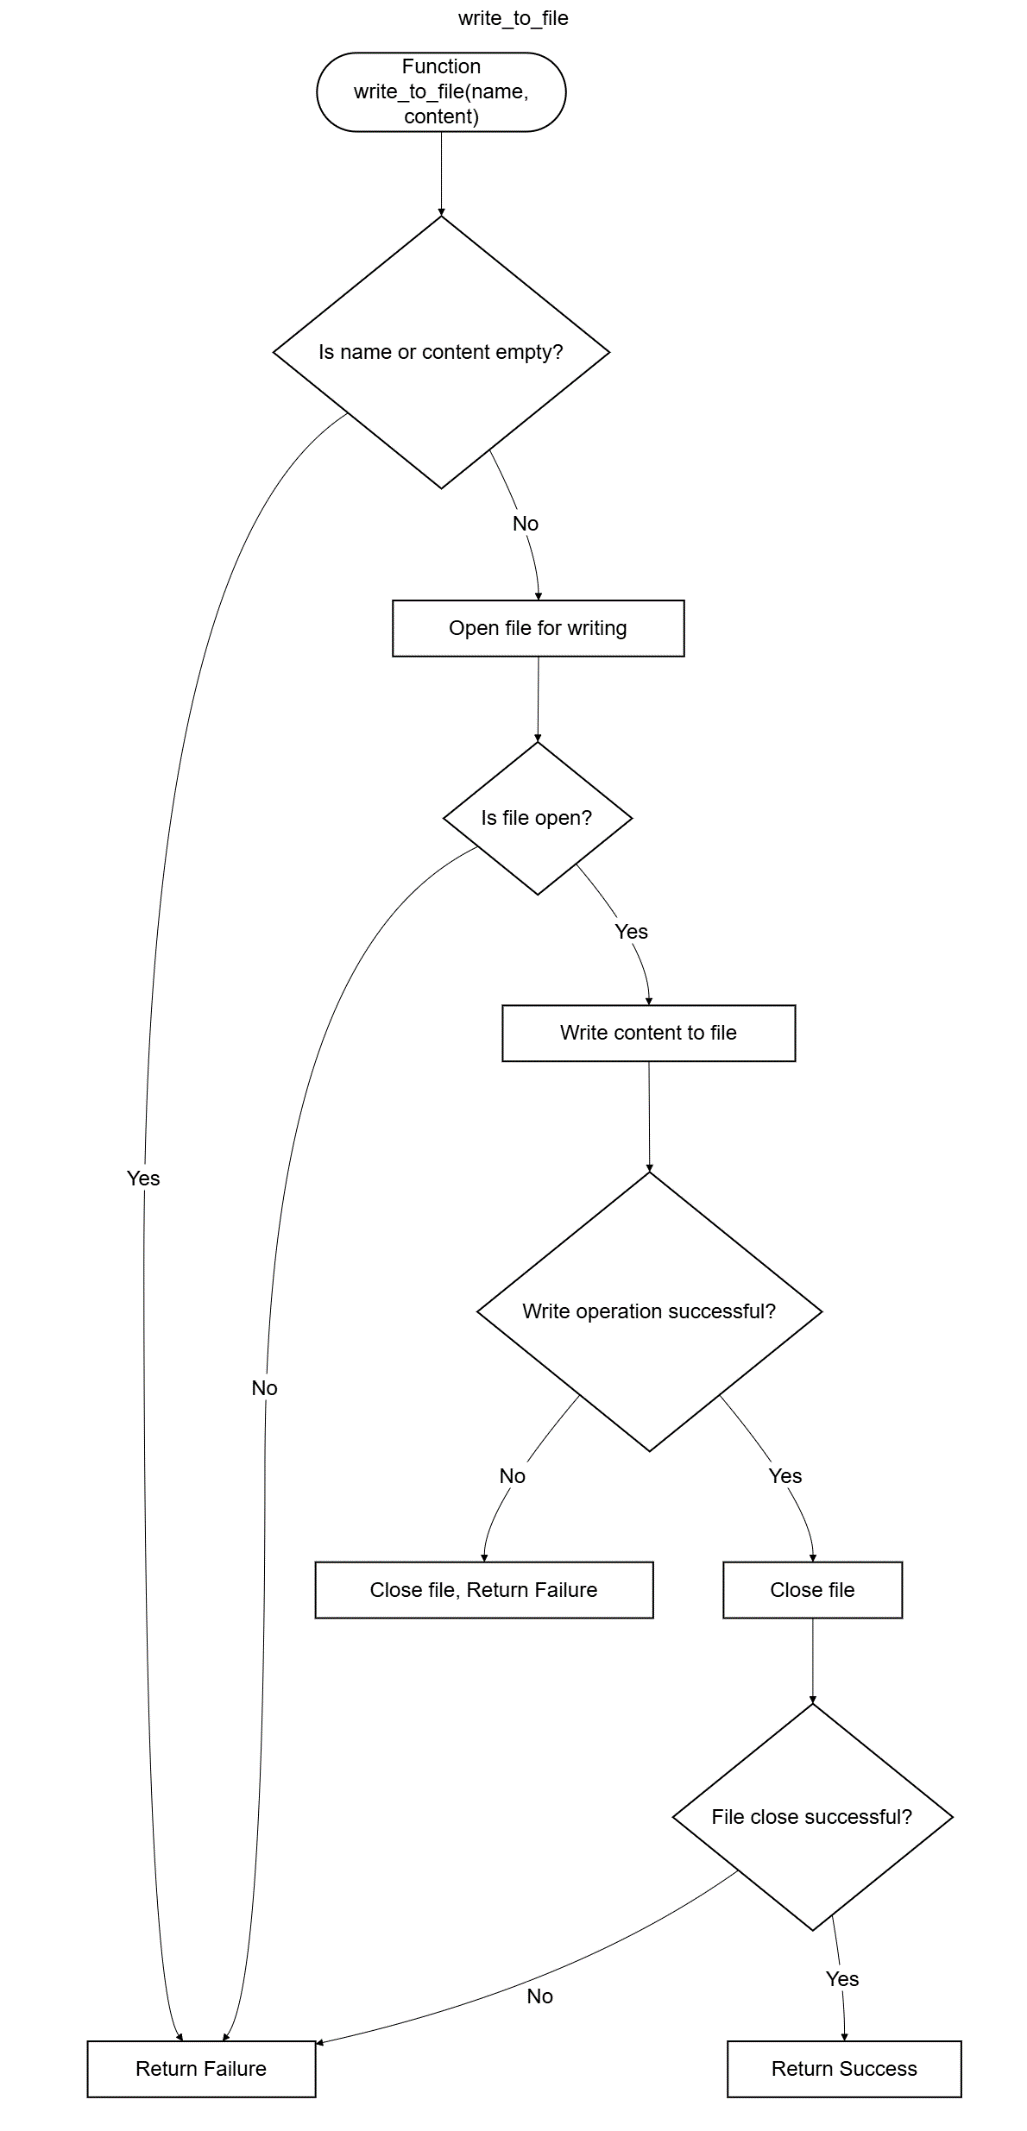 write_to_file
Function
write_to_file(name,
content)
Is name or content empty?
No
Open file for writing
Is file open?
Yes
Write content to file
Yes
Write operation successful?
No
No
Yes
Close file, Return Failure
Close file
File close successful?
Yes
No
Return Failure
Return Success